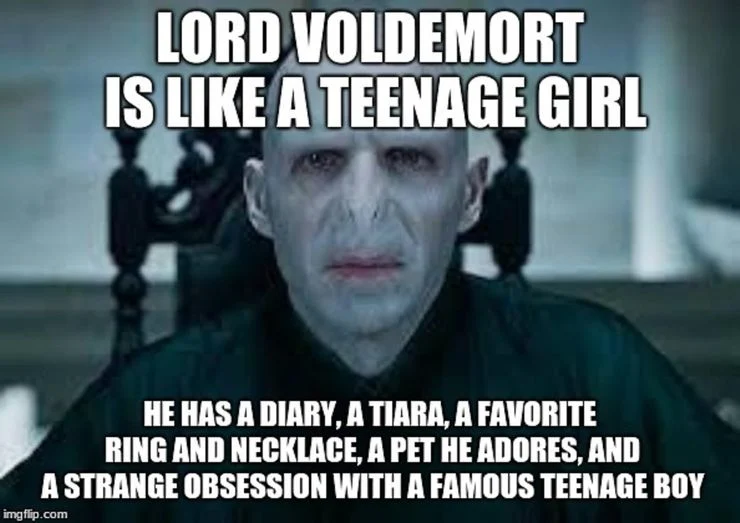 LORD VOLDEMORT
IS LIKE A TEENAGE GIRL
HE HAS A DIARY, A TIARA, A FAVORITE
RING AND NECKLACE, A PET HE ADORES, AND
A STRANGE OBSESSION WITH A FAMOUS TEENAGE BOY
imgflip.com